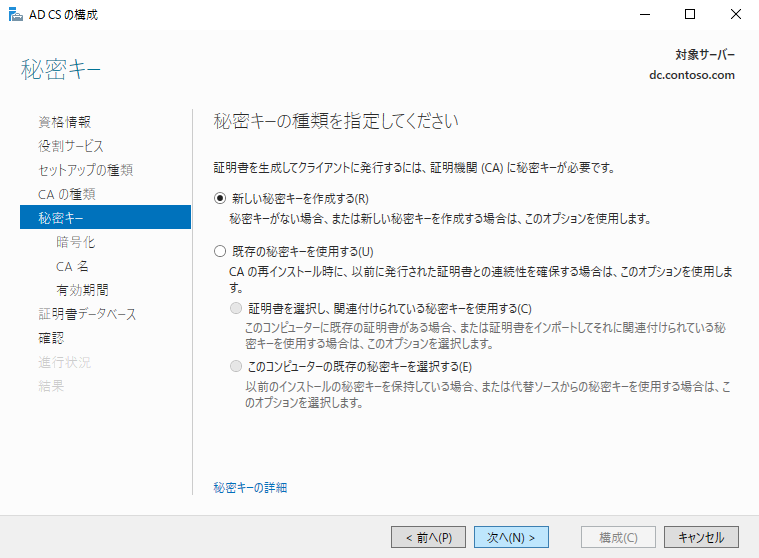 AD CS の構成
対象サーバー
dc.contoso.com
秘密キー
資格情報
役割サービス
セットアップの種類
CA の種類
秘密キー
暗号化
CA 名
有効期間
証明書データベース
確認
進行状況
結果
秘密キーの種類を指定してください
証明書を生成してクライアントに発行するには、証明機関 (CA) に秘密キーが必要です。
新しい秘密キーを作成する(R)
秘密キーがない場合、または新しい秘密キーを作成する場合は、このオプションを使用します。
既存の秘密キーを使用する(U)
CA の再インストール時に、以前に発行された証明書との連続性を確保する場合は、このオプションを使用しま
す。
証明書を選択し、関連付けられている秘密キーを使用する(C)
このコンピューターに既存の証明書がある場合、または証明書をインポートしてそれに関連付けられている秘
密キーを使用する場合は、このオプションを選択します。
このコンピューターの既存の秘密キーを選択する(E)
以前のインストールの秘密キーを保持している場合、または代替ソースからの秘密キーを使用する場合は、こ
のオプションを選択します。
秘密キーの詳細
< 前へ(P)
次へ(N) >
構成(C)
キャンセル